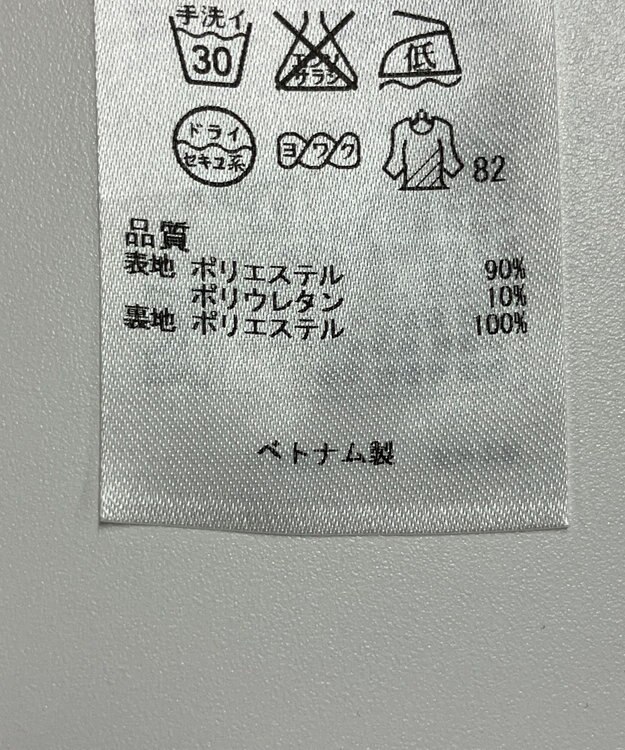 手洗イ
30
エンソ
サラシ
低
ドライ
セキユ系
ヨワク
82
品質
表地 ポリエステル 90%
ポリウレタン 10%
裏地 ポリエステル 100%
ベトナム製